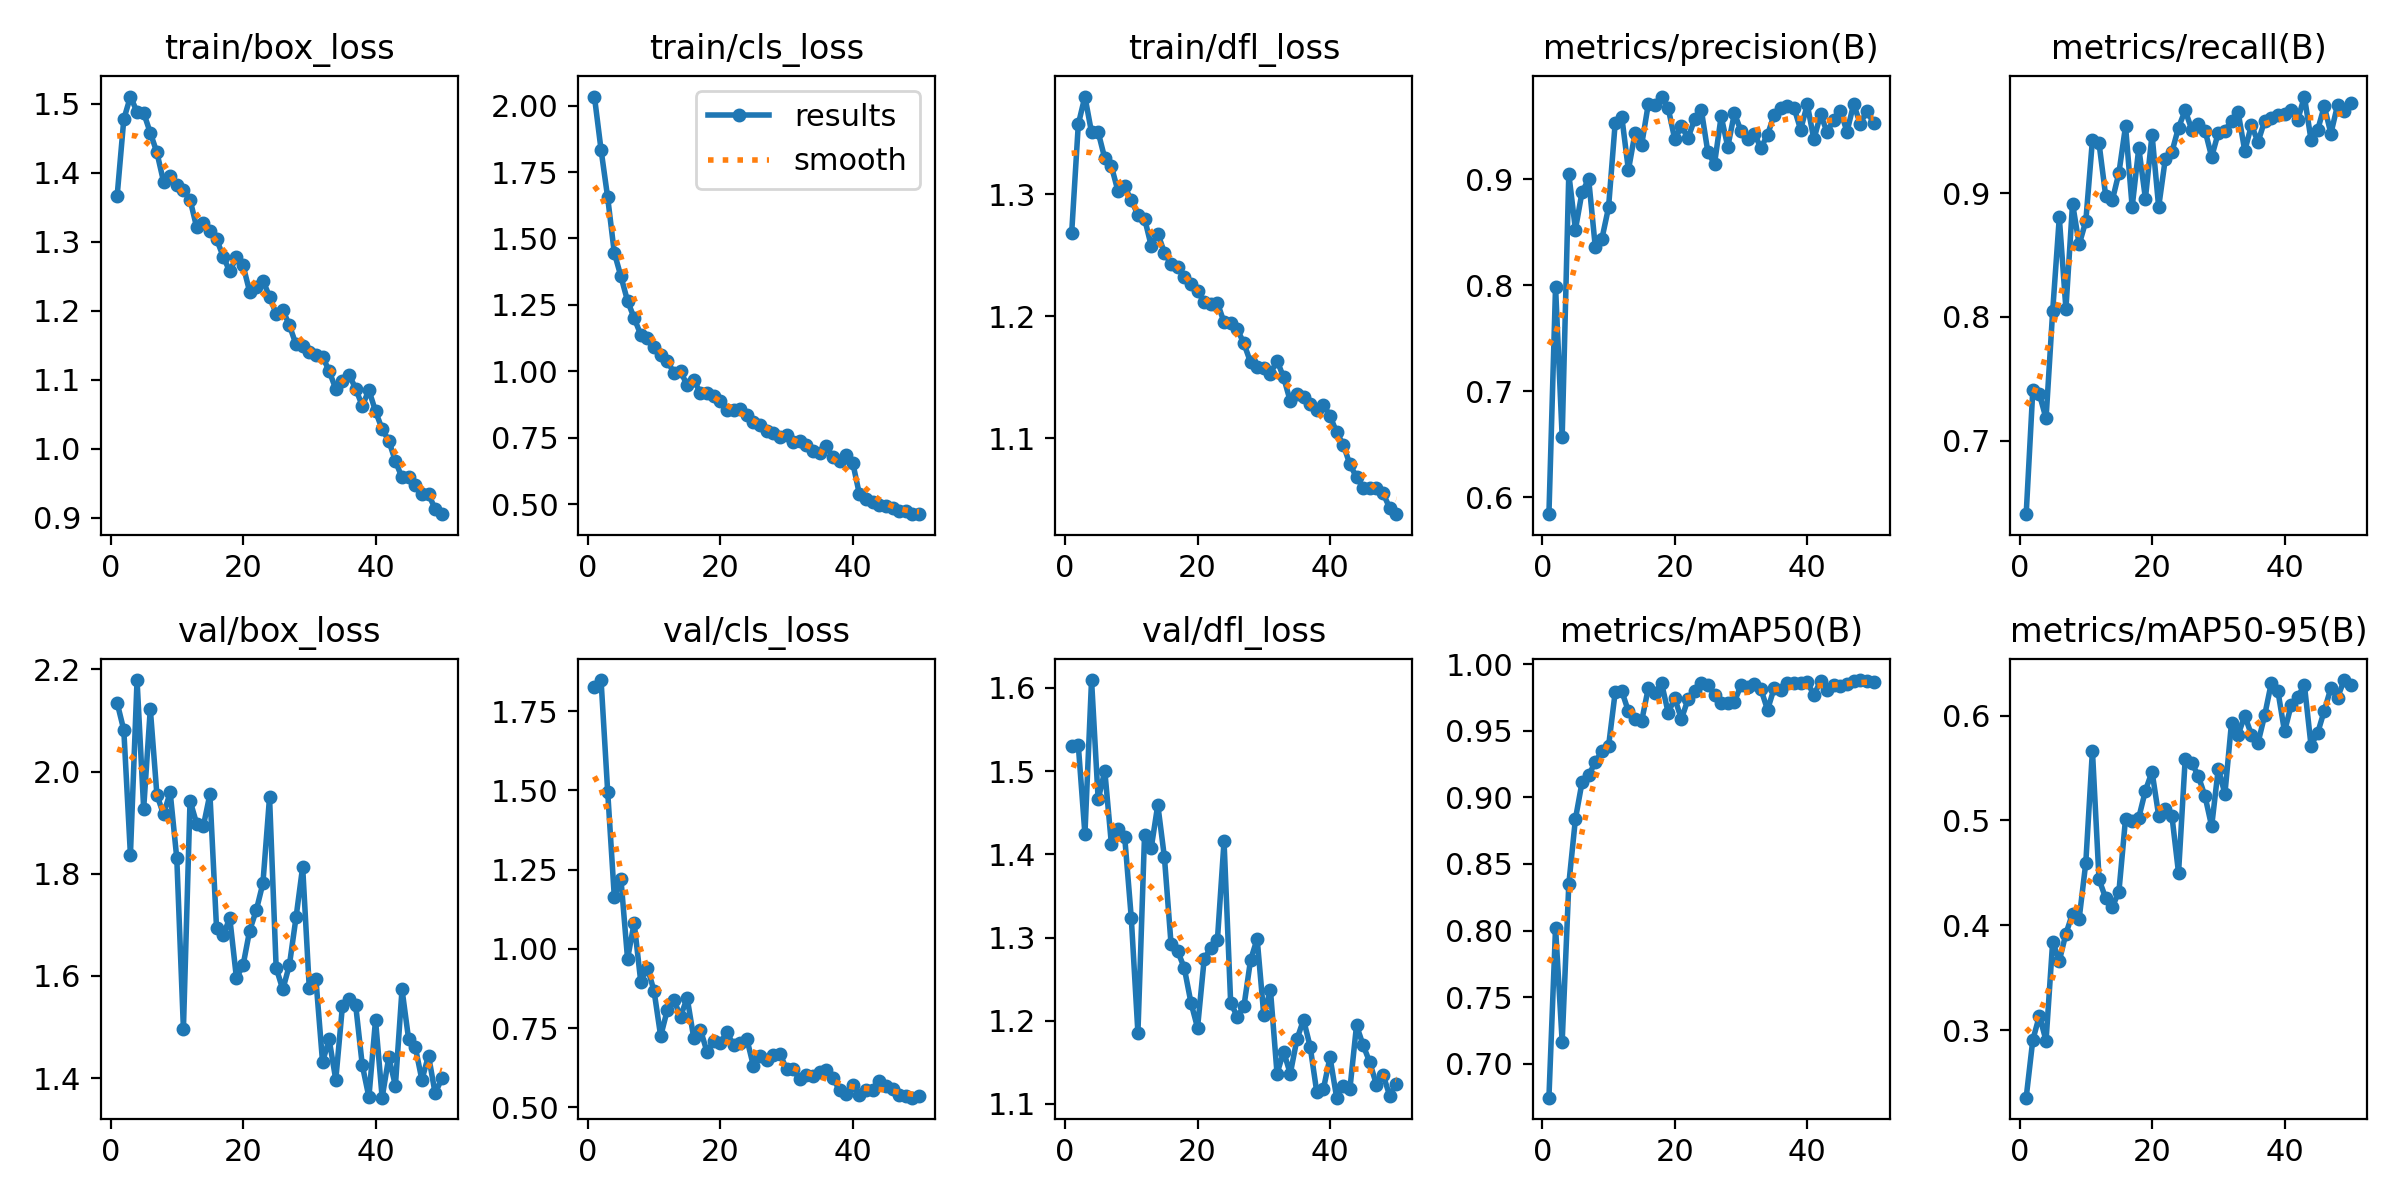 train/box_loss
1.5
1.4
1.3
1.2
1.1
1.0
0.9
0 20 40
train/cls_loss
results
smooth
2.00
1.75
1.50
1.25
1.00
0.75
0.50
0 20 40
train/dfl_loss
1.3
1.2
1.1
0 20 40
metrics/precision(B)
0.9
0.8
0.7
0.6
0 20 40
metrics/recall(B)
0.9
0.8
0.7
0 20 40
val/box_loss
2.2
2.0
1.8
1.6
1.4
0 20 40
val/cls_loss
1.75
1.50
1.25
1.00
0.75
0.50
0 20 40
val/dfl_loss
1.6
1.5
1.4
1.3
1.2
1.1
0 20 40
metrics/mAP50(B)
1.00
0.95
0.90
0.85
0.80
0.75
0.70
0 20 40
metrics/mAP50-95(B)
0.6
0.5
0.4
0.3
0 20 40